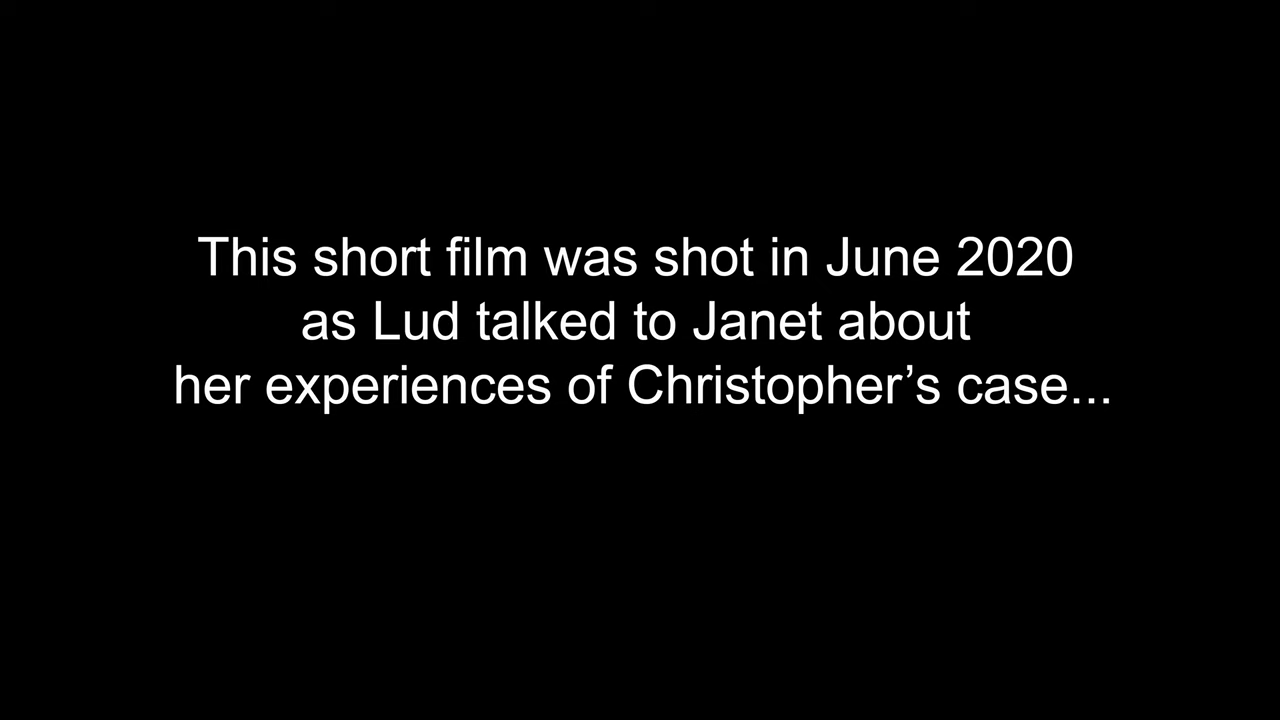 This short film was shot in June 2020
as Lud talked to Janet about
her experiences of Christopher’s case...